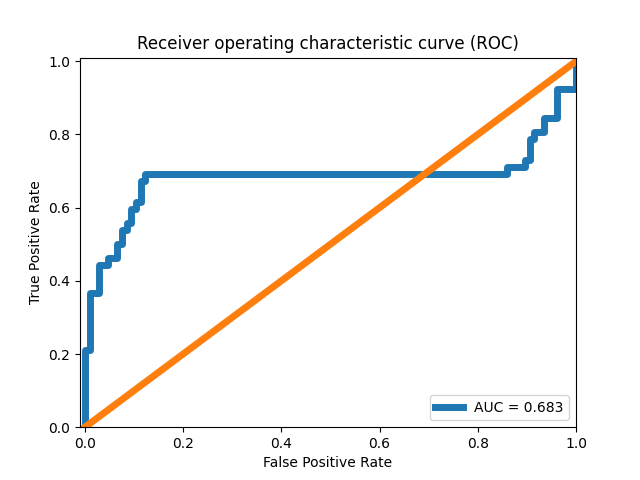 Receiver operating characteristic curve (ROC)
1.0
0.8
0.6
0.4
0.2
0.0
True Positive Rate
AUC = 0.683
0.0 0.2 0.4 0.6 0.8 1.0
False Positive Rate